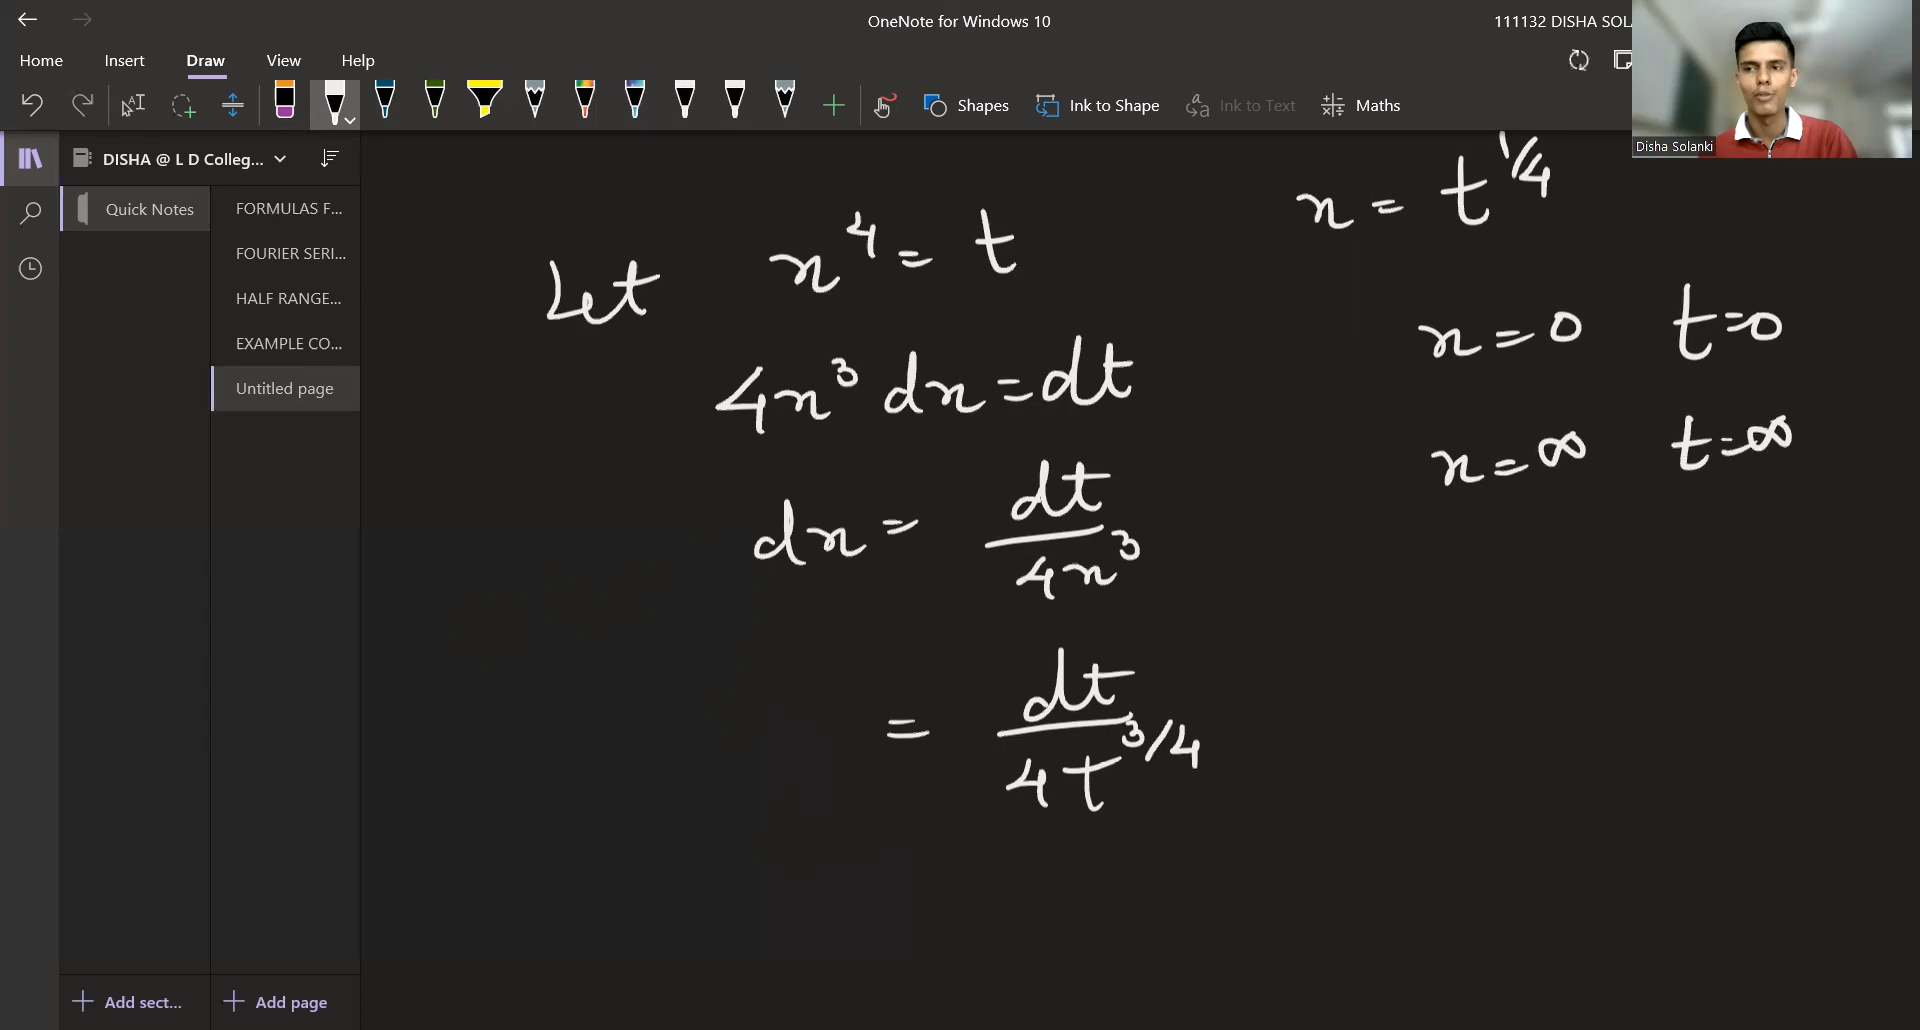 OneNote for Windows 10
111132 DISHA SOL
Home Insert Draw View Help
Shapes Ink to Shape Ink to Text Maths
Disha Solanki
DISHA @ L D Colleg...
Quick Notes
FORMULAS F...
FOURIER SERI...
HALF RANGE...
EXAMPLE CO...
Untitled page
Let x^4 = t
x = t^1/4
4x^3 dx = dt
x = 0 t = 0
x = ∞ t = ∞
dx = dt / 4x^3
= dt / 4t^3/4
+ Add sect... + Add page